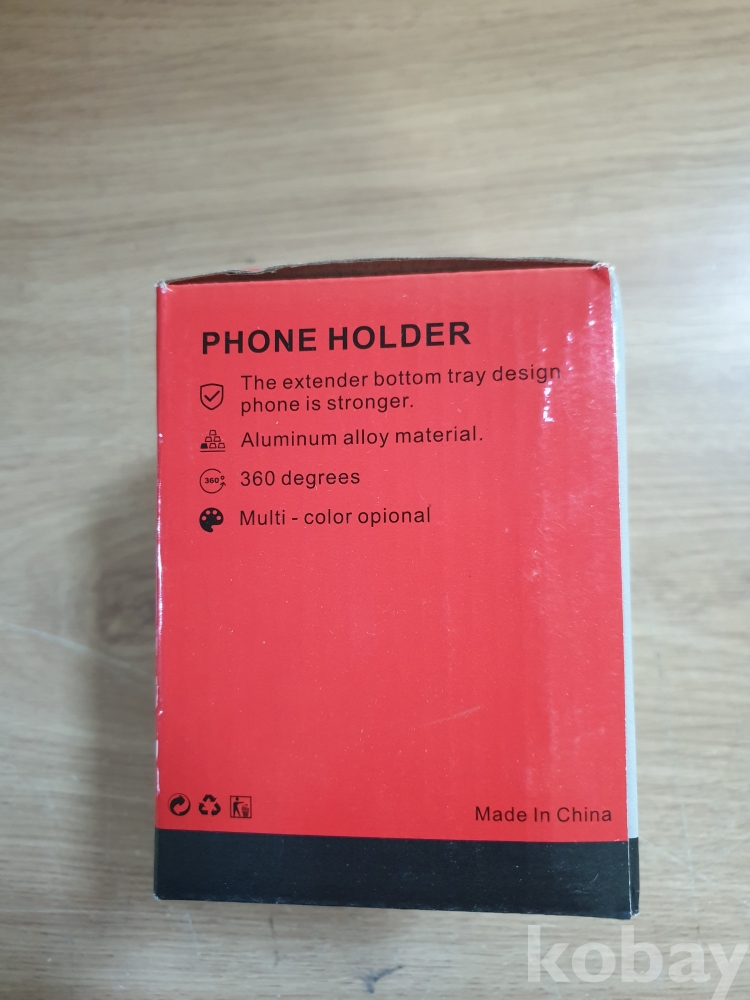 PHONE HOLDER
The extender bottom tray design
phone is stronger.
Aluminum alloy material.
360°
360 degrees
Multi - color opional
Made In China
kobay